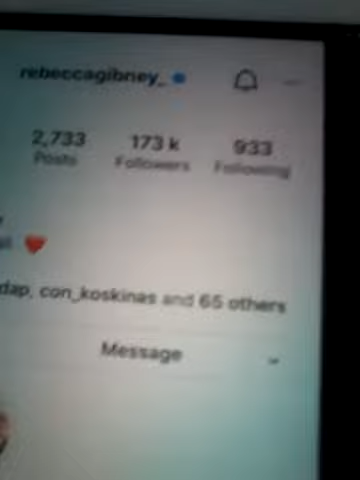 rebeccagibney_
2,733 173 k 933
Posts Followers Following
dap, con_koskinas and 65 others
Message